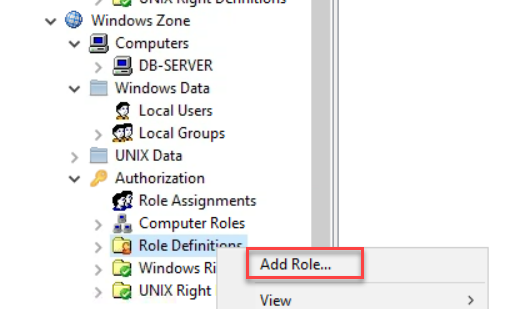 UNIX Right Definitions
Windows Zone
Computers
DB-SERVER
Windows Data
Local Users
Local Groups
UNIX Data
Authorization
Role Assignments
Computer Roles
Role Definitions
Add Role...
Windows Ri
UNIX Right
View